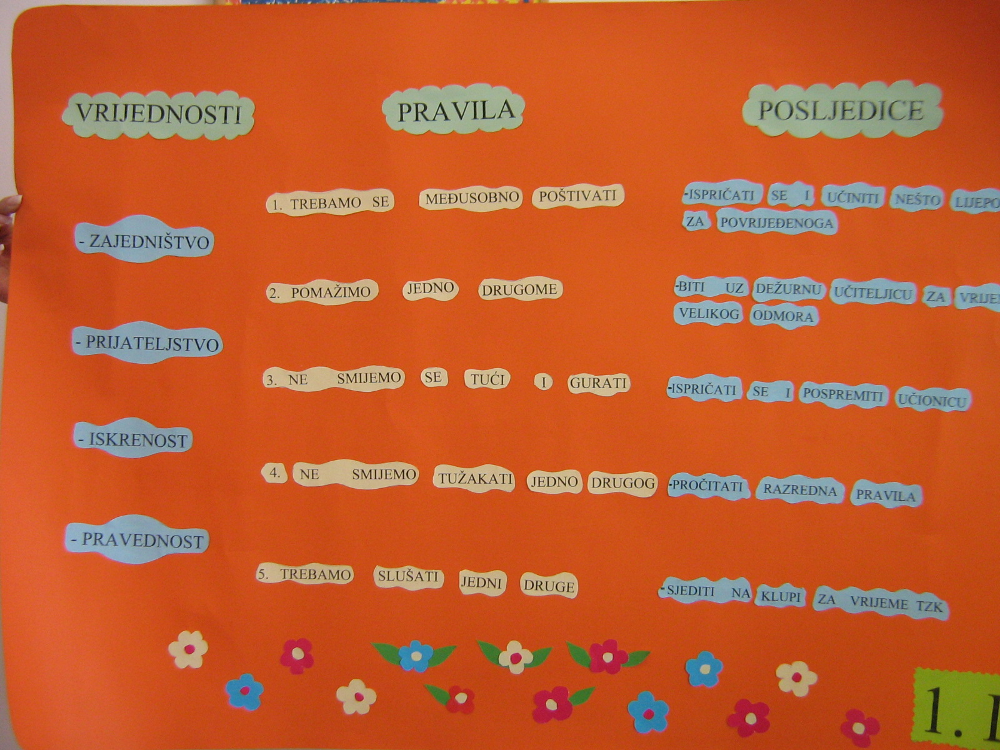 VRIJEDNOSTI
- ZAJEDNIŠTVO
- PRIJATELJSTVO
- ISKRENOST
- PRAVEDNOST
PRAVILA
1. TREBAMO SE MEĐUSOBNO POŠTIVATI
2. POMAŽIMO JEDNO DRUGOME
3. NE SMIJEMO SE TUĆI I GURATI
4. NE SMIJEMO TUŽAKATI JEDNO DRUGOG
5. TREBAMO SLUŠATI JEDNI DRUGE
POSLJEDICE
-ISPRIČATI SE I UČINITI NEŠTO LIJEPO
ZA POVRIJEĐENOGA
-BITI UZ DEŽURNU UČITELJICU ZA VRIJE
VELIKOG ODMORA
-ISPRIČATI SE I POSPREMITI UČIONICU
-PROČITATI RAZREDNA PRAVILA
-SJEDITI NA KLUPI ZA VRIJEME TZK
1.